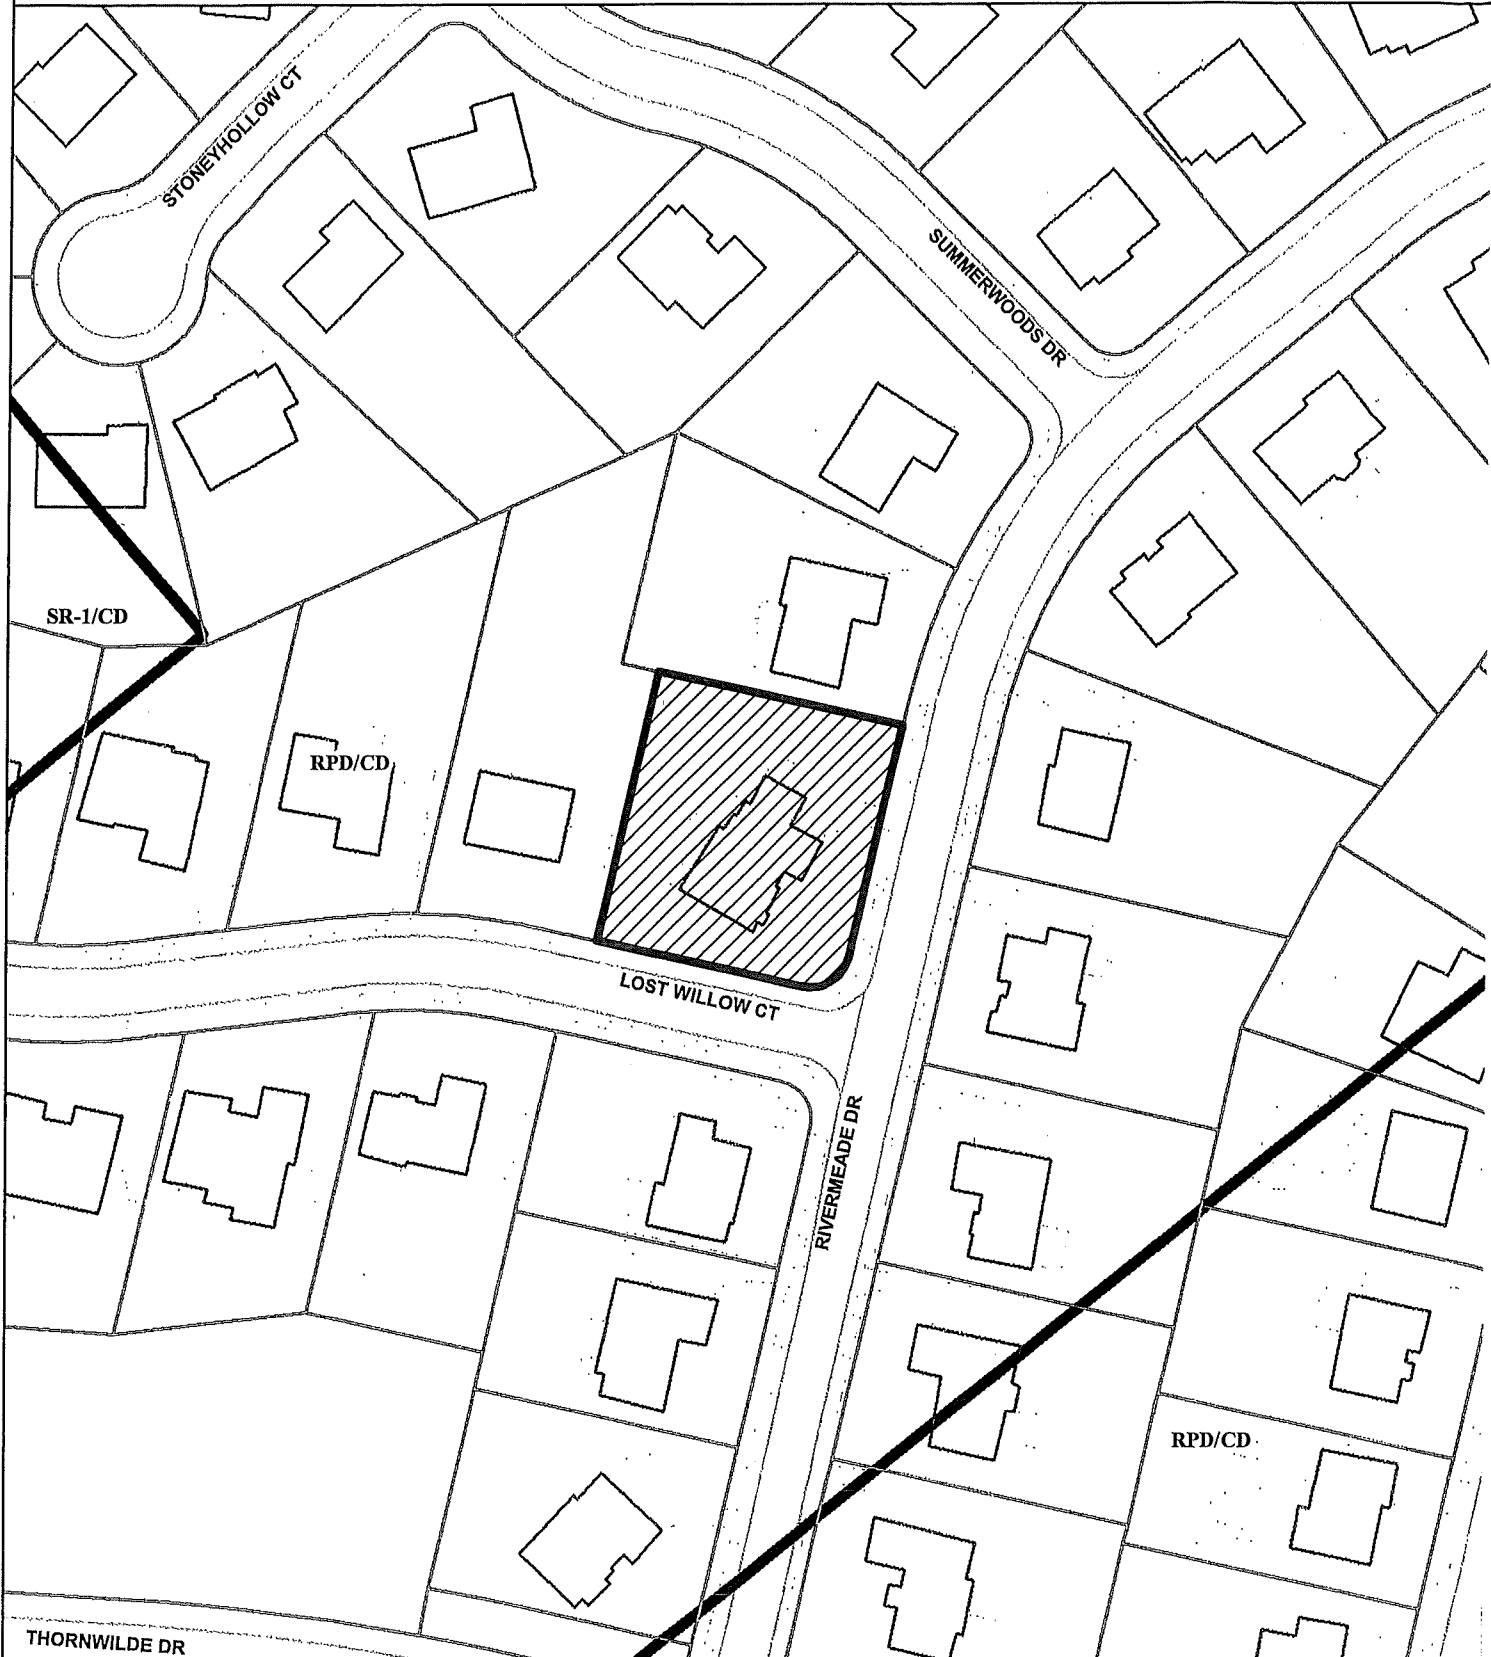 STONEYHOLLOW CT
SUMMERWOODS DR
SR-1/CD
RPD/CD
LOST WILLOW CT
RIVERMEADE DR
RPD/CD
THORNWILDE DR